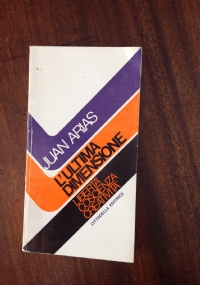 JUAN ARIAS
L'ULTIMA
DIMENSIONE
LIBERTÀ
COSCIENZA
CREATIVITÀ
CITTADELLA EDITRICE